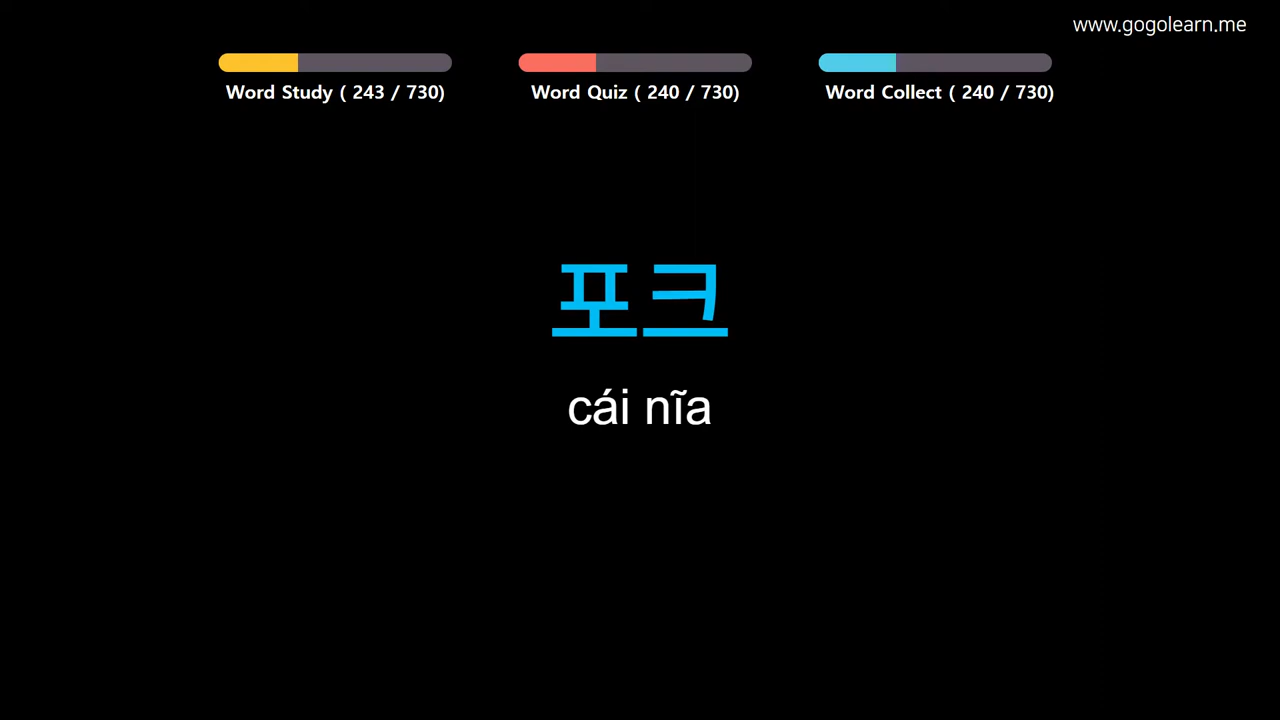 www.gogolearn.me
Word Study ( 243 / 730)
Word Quiz ( 240 / 730)
Word Collect ( 240 / 730)
포크
cái nĩa